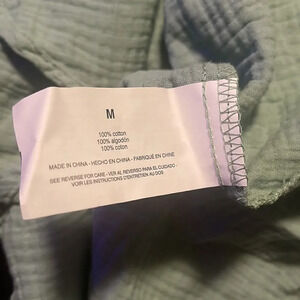 M
100% cotton
100% algodón
100% coton
MADE IN CHINA - HECHO EN CHINA - FABRIQUÉ EN CHINE
SEE REVERSE FOR CARE - VER AL REVERSO PARA EL CUIDADO -
VOIR LES INSTRUCTIONS D'ENTRETIEN AU DOS